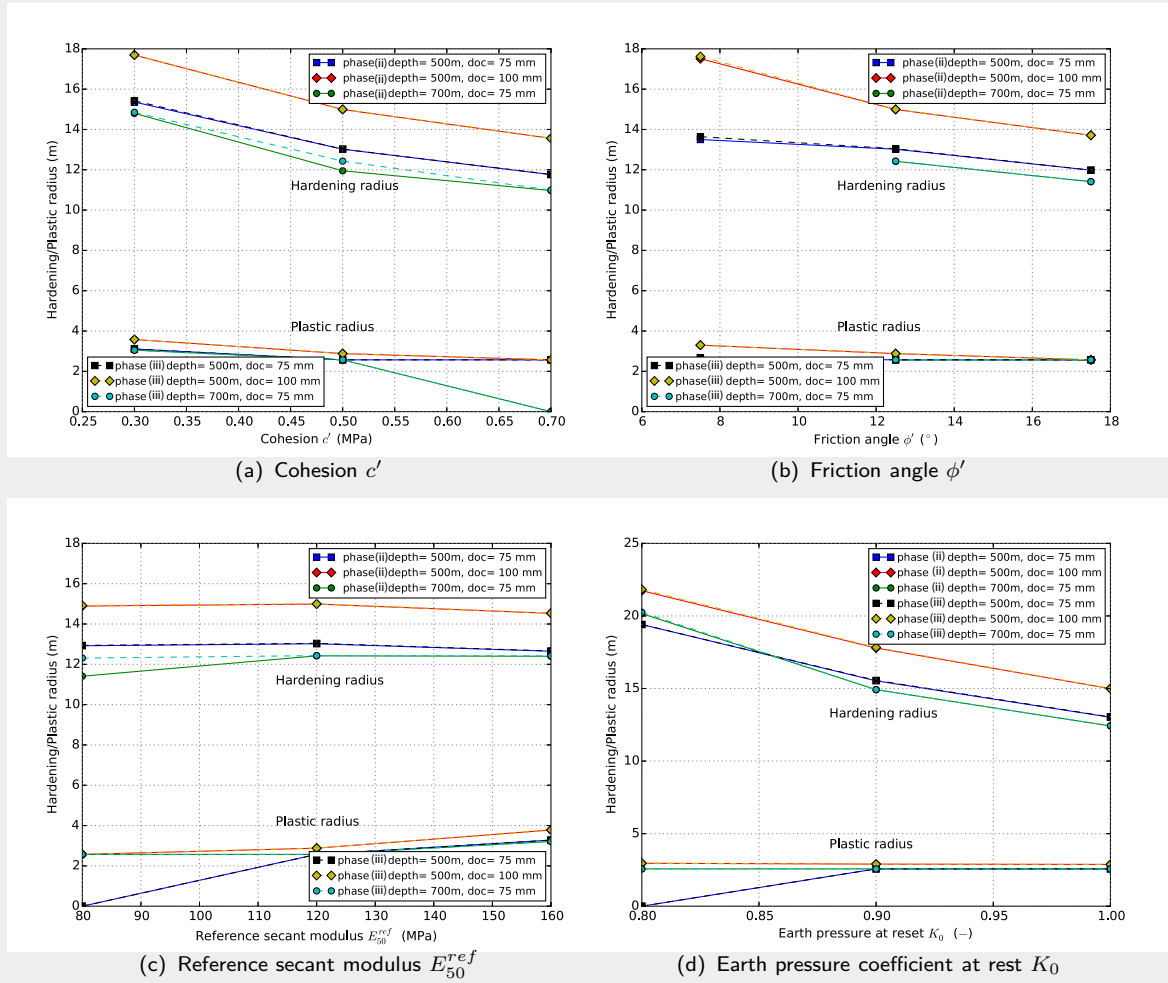 18
16
14
12
10
8
6
4
2
0
Hardening/Plastic radius (m)
phase(ii)depth= 500m, doc= 75 mm
phase(ii)depth= 500m, doc= 100 mm
phase(ii)depth= 700m, doc= 75 mm
Hardening radius
Plastic radius
phase(iii)depth= 500m, doc= 75 mm
phase(iii)depth= 500m, doc= 100 mm
phase(iii)depth= 700m, doc= 75 mm
0.25 0.30 0.35 0.40 0.45 0.50 0.55 0.60 0.65 0.70
Cohesion c′ (MPa)
(a) Cohesion c′
18
16
14
12
10
8
6
4
2
0
Hardening/Plastic radius (m)
phase(ii)depth= 500m, doc= 75 mm
phase(ii)depth= 500m, doc= 100 mm
phase(ii)depth= 700m, doc= 75 mm
Hardening radius
Plastic radius
phase(iii)depth= 500m, doc= 75 mm
phase(iii)depth= 500m, doc= 100 mm
phase(iii)depth= 700m, doc= 75 mm
6 8 10 12 14 16 18
Friction angle ϕ′ (°)
(b) Friction angle ϕ′
18
16
14
12
10
8
6
4
2
0
Hardening/Plastic radius (m)
phase(ii)depth= 500m, doc= 75 mm
phase(ii)depth= 500m, doc= 100 mm
phase(ii)depth= 700m, doc= 75 mm
Hardening radius
Plastic radius
phase(iii)depth= 500m, doc= 75 mm
phase(iii)depth= 500m, doc= 100 mm
phase(iii)depth= 700m, doc= 75 mm
80 90 100 110 120 130 140 150 160
Reference secant modulus E_50^ref (MPa)
(c) Reference secant modulus E_50^ref
25
20
15
10
5
0
Hardening/Plastic radius (m)
phase (ii)depth= 500m, doc= 75 mm
phase (ii)depth= 500m, doc= 100 mm
phase (ii)depth= 700m, doc= 75 mm
phase(iii)depth= 500m, doc= 75 mm
phase(iii)depth= 500m, doc= 100 mm
phase(iii)depth= 700m, doc= 75 mm
Hardening radius
Plastic radius
0.80 0.85 0.90 0.95 1.00
Earth pressure at reset K₀ (−)
(d) Earth pressure coefficient at rest K₀